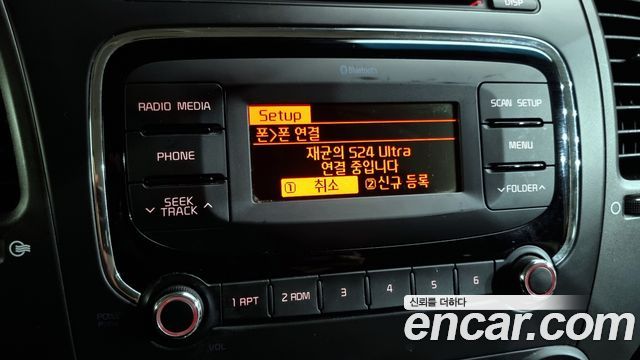 DISP
Bluetooth
RADIO MEDIA
SCAN SETUP
Setup
폰>폰 연결
재균의 S24 Ultra
연결 중입니다
① 취소 ② 신규 등록
PHONE
MENU
SEEK
TRACK
FOLDER
1 RPT
2 RDM
3
4
5
6
VOL
신뢰를 더하다
encar.com